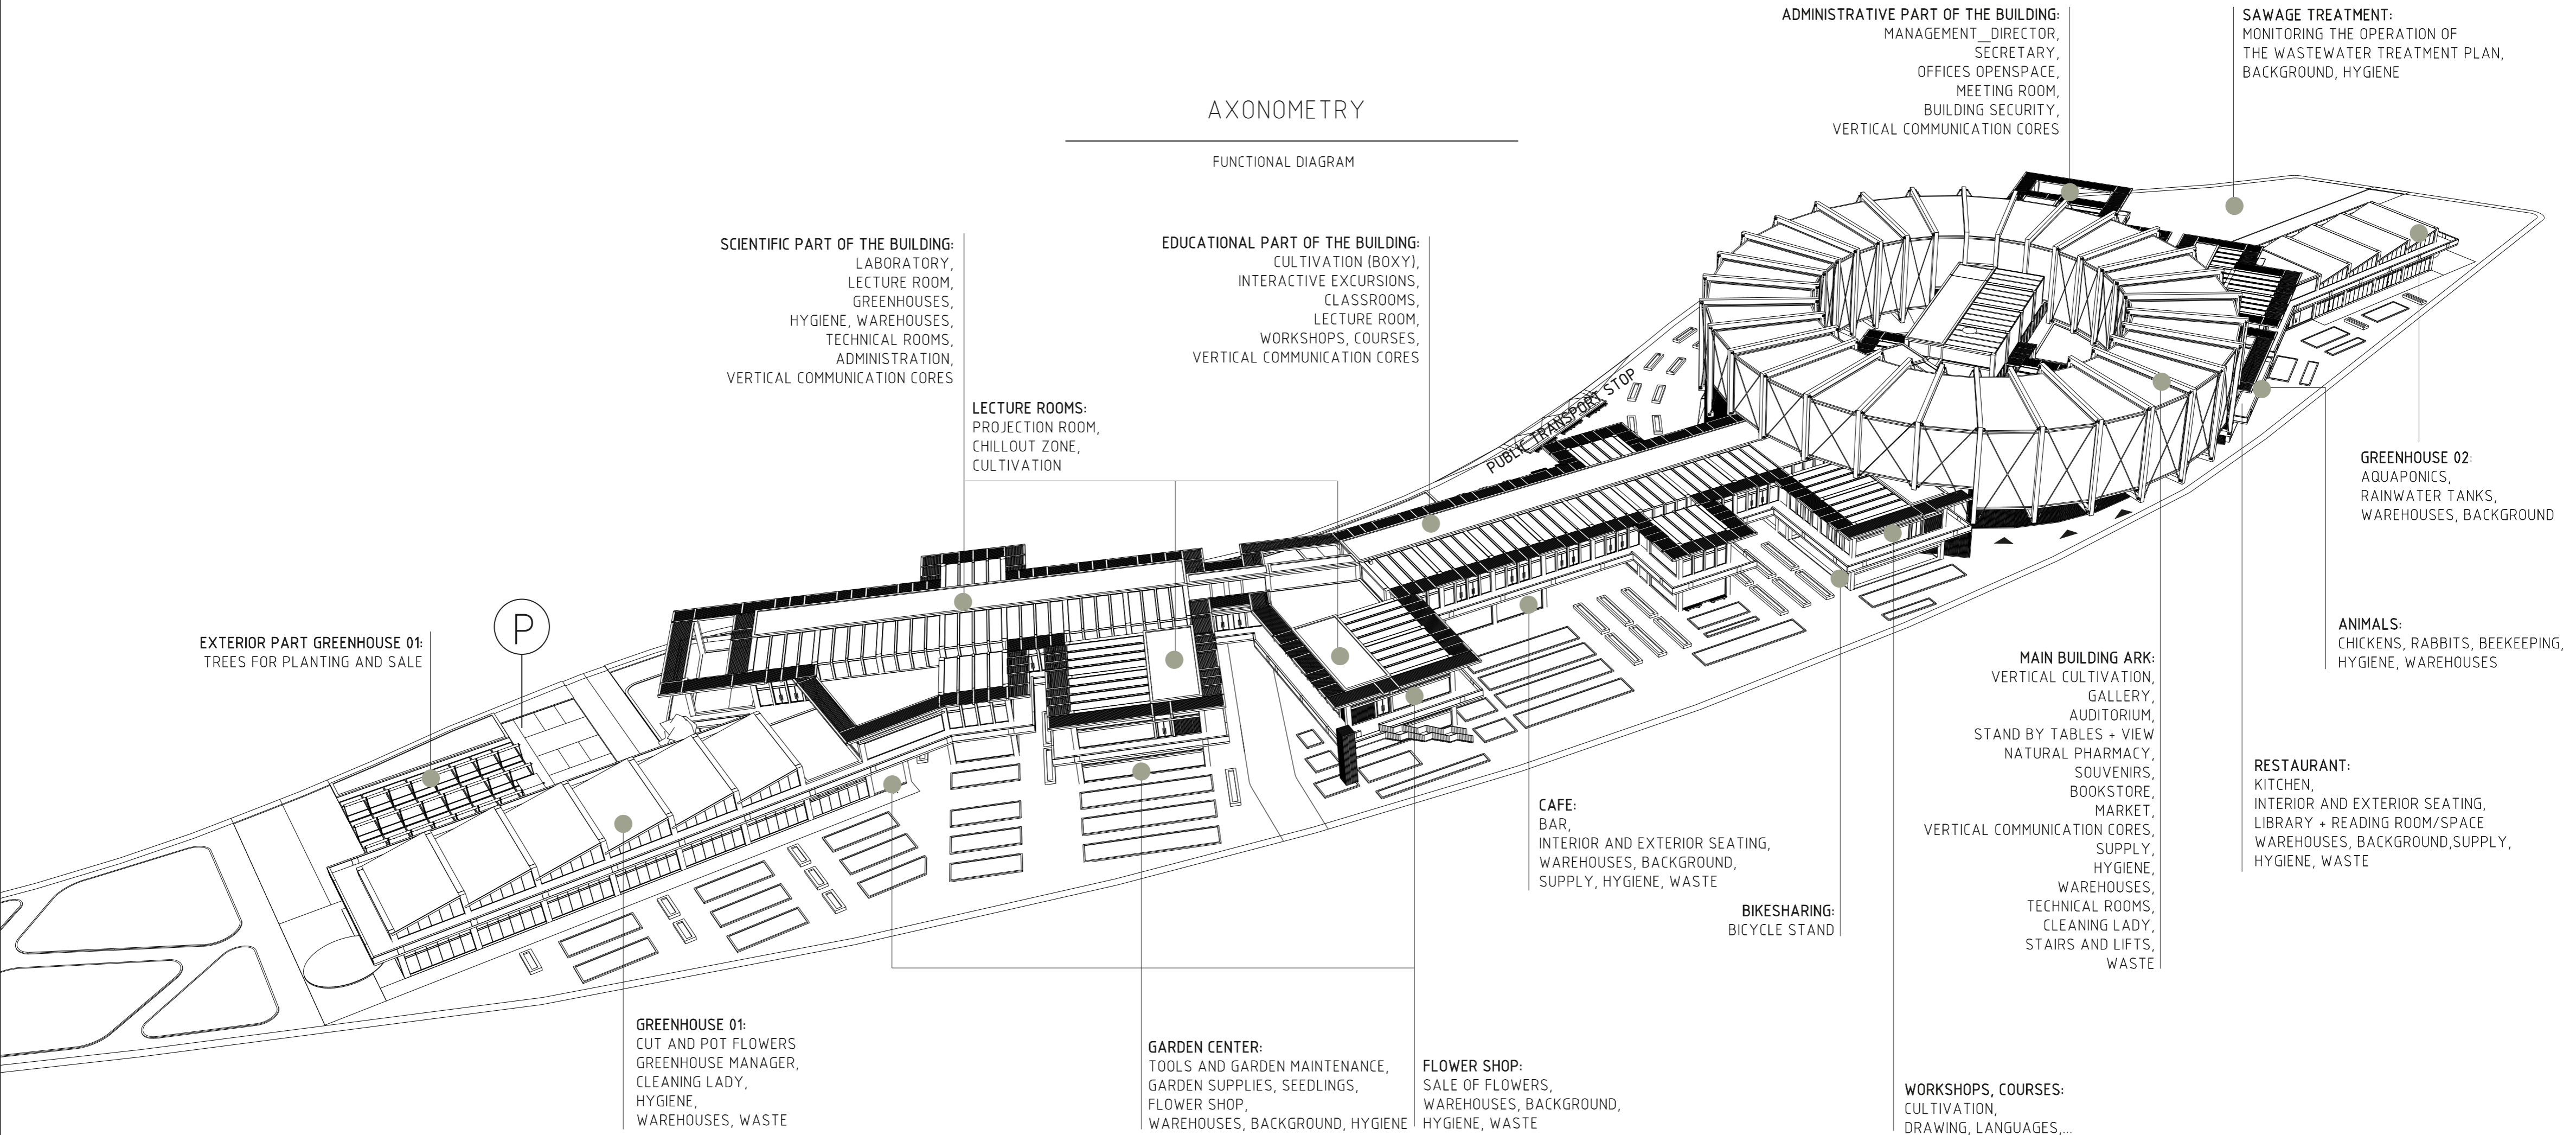 AXONOMETRY
FUNCTIONAL DIAGRAM
ADMINISTRATIVE PART OF THE BUILDING:
MANAGEMENT_DIRECTOR,
SECRETARY,
OFFICES OPENSPACE,
MEETING ROOM,
BUILDING SECURITY,
VERTICAL COMMUNICATION CORES
SAWAGE TREATMENT:
MONITORING THE OPERATION OF
THE WASTEWATER TREATMENT PLAN,
BACKGROUND, HYGIENE
SCIENTIFIC PART OF THE BUILDING:
LABORATORY,
LECTURE ROOM,
GREENHOUSES,
HYGIENE, WAREHOUSES,
TECHNICAL ROOMS,
ADMINISTRATION,
VERTICAL COMMUNICATION CORES
EDUCATIONAL PART OF THE BUILDING:
CULTIVATION (BOXY),
INTERACTIVE EXCURSIONS,
CLASSROOMS,
LECTURE ROOM,
WORKSHOPS, COURSES,
VERTICAL COMMUNICATION CORES
LECTURE ROOMS:
PROJECTION ROOM,
CHILLOUT ZONE,
CULTIVATION
PUBLIC TRANSPORT STOP
GREENHOUSE 02:
AQUAPONICS,
RAINWATER TANKS,
WAREHOUSES, BACKGROUND
P
EXTERIOR PART GREENHOUSE 01:
TREES FOR PLANTING AND SALE
ANIMALS:
CHICKENS, RABBITS, BEEKEEPING,
HYGIENE, WAREHOUSES
MAIN BUILDING ARK:
VERTICAL CULTIVATION,
GALLERY,
AUDITORIUM,
STAND BY TABLES + VIEW
NATURAL PHARMACY,
SOUVENIRS,
BOOKSTORE,
MARKET,
VERTICAL COMMUNICATION CORES,
SUPPLY,
HYGIENE,
WAREHOUSES,
TECHNICAL ROOMS,
CLEANING LADY,
STAIRS AND LIFTS,
WASTE
RESTAURANT:
KITCHEN,
INTERIOR AND EXTERIOR SEATING,
LIBRARY + READING ROOM/SPACE
WAREHOUSES, BACKGROUND,SUPPLY,
HYGIENE, WASTE
CAFE:
BAR,
INTERIOR AND EXTERIOR SEATING,
WAREHOUSES, BACKGROUND,
SUPPLY, HYGIENE, WASTE
BIKESHARING:
BICYCLE STAND
GREENHOUSE 01:
CUT AND POT FLOWERS
GREENHOUSE MANAGER,
CLEANING LADY,
HYGIENE,
WAREHOUSES, WASTE
GARDEN CENTER:
TOOLS AND GARDEN MAINTENANCE,
GARDEN SUPPLIES, SEEDLINGS,
FLOWER SHOP,
WAREHOUSES, BACKGROUND, HYGIENE
FLOWER SHOP:
SALE OF FLOWERS,
WAREHOUSES, BACKGROUND,
HYGIENE, WASTE
WORKSHOPS, COURSES:
CULTIVATION,
DRAWING, LANGUAGES,...